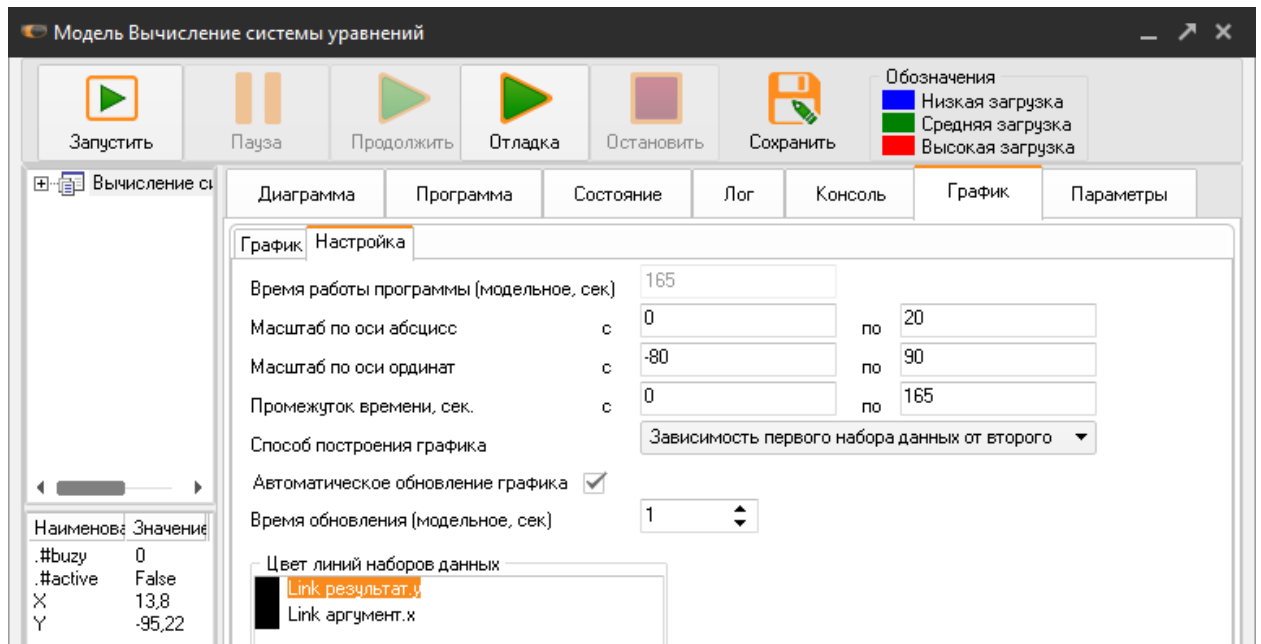 Модель Вычисление системы уравнений
Обозначения
Низкая загрузка
Средняя загрузка
Высокая загрузка
Запустить
Пауза
Продолжить
Отладка
Остановить
Сохранить
Вычисление си
Диаграмма
Программа
Состояние
Лог
Консоль
График
Параметры
График
Настройка
Время работы программы (модельное, сек) 165
Масштаб по оси абсцисс с 0 по 20
Масштаб по оси ординат с -80 по 90
Промежуток времени, сек. с 0 по 165
Способ построения графика Зависимость первого набора данных от второго
Автоматическое обновление графика
Время обновления (модельное, сек) 1
Цвет линий наборов данных
Link результат.y
Link аргумент.x
Наименова Значение
.#buzy 0
.#active False
X 13,8
Y -95,22